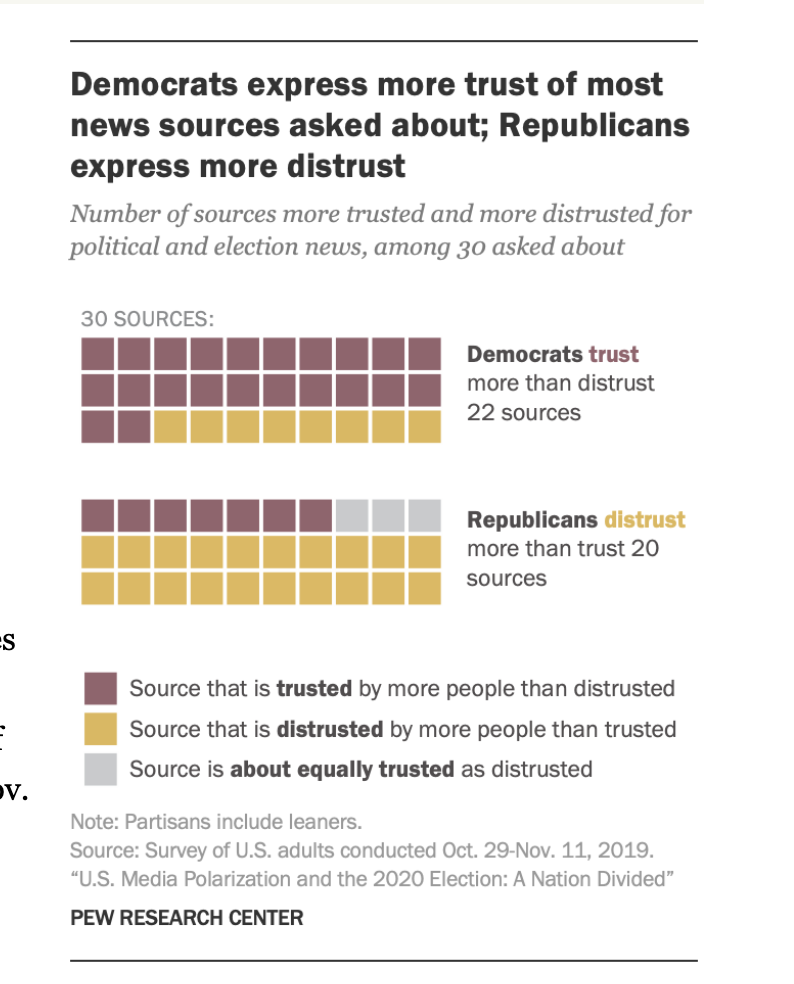 Democrats express more trust of most
news sources asked about; Republicans
express more distrust
Number of sources more trusted and more distrusted for
political and election news, among 30 asked about
30 SOURCES:
Democrats trust
more than distrust
22 sources
Republicans distrust
more than trust 20
sources
es
f
ov.
Source that is trusted by more people than distrusted
Source that is distrusted by more people than trusted
Source is about equally trusted as distrusted
Note: Partisans include leaners.
Source: Survey of U.S. adults conducted Oct. 29-Nov. 11, 2019.
“U.S. Media Polarization and the 2020 Election: A Nation Divided”
PEW RESEARCH CENTER